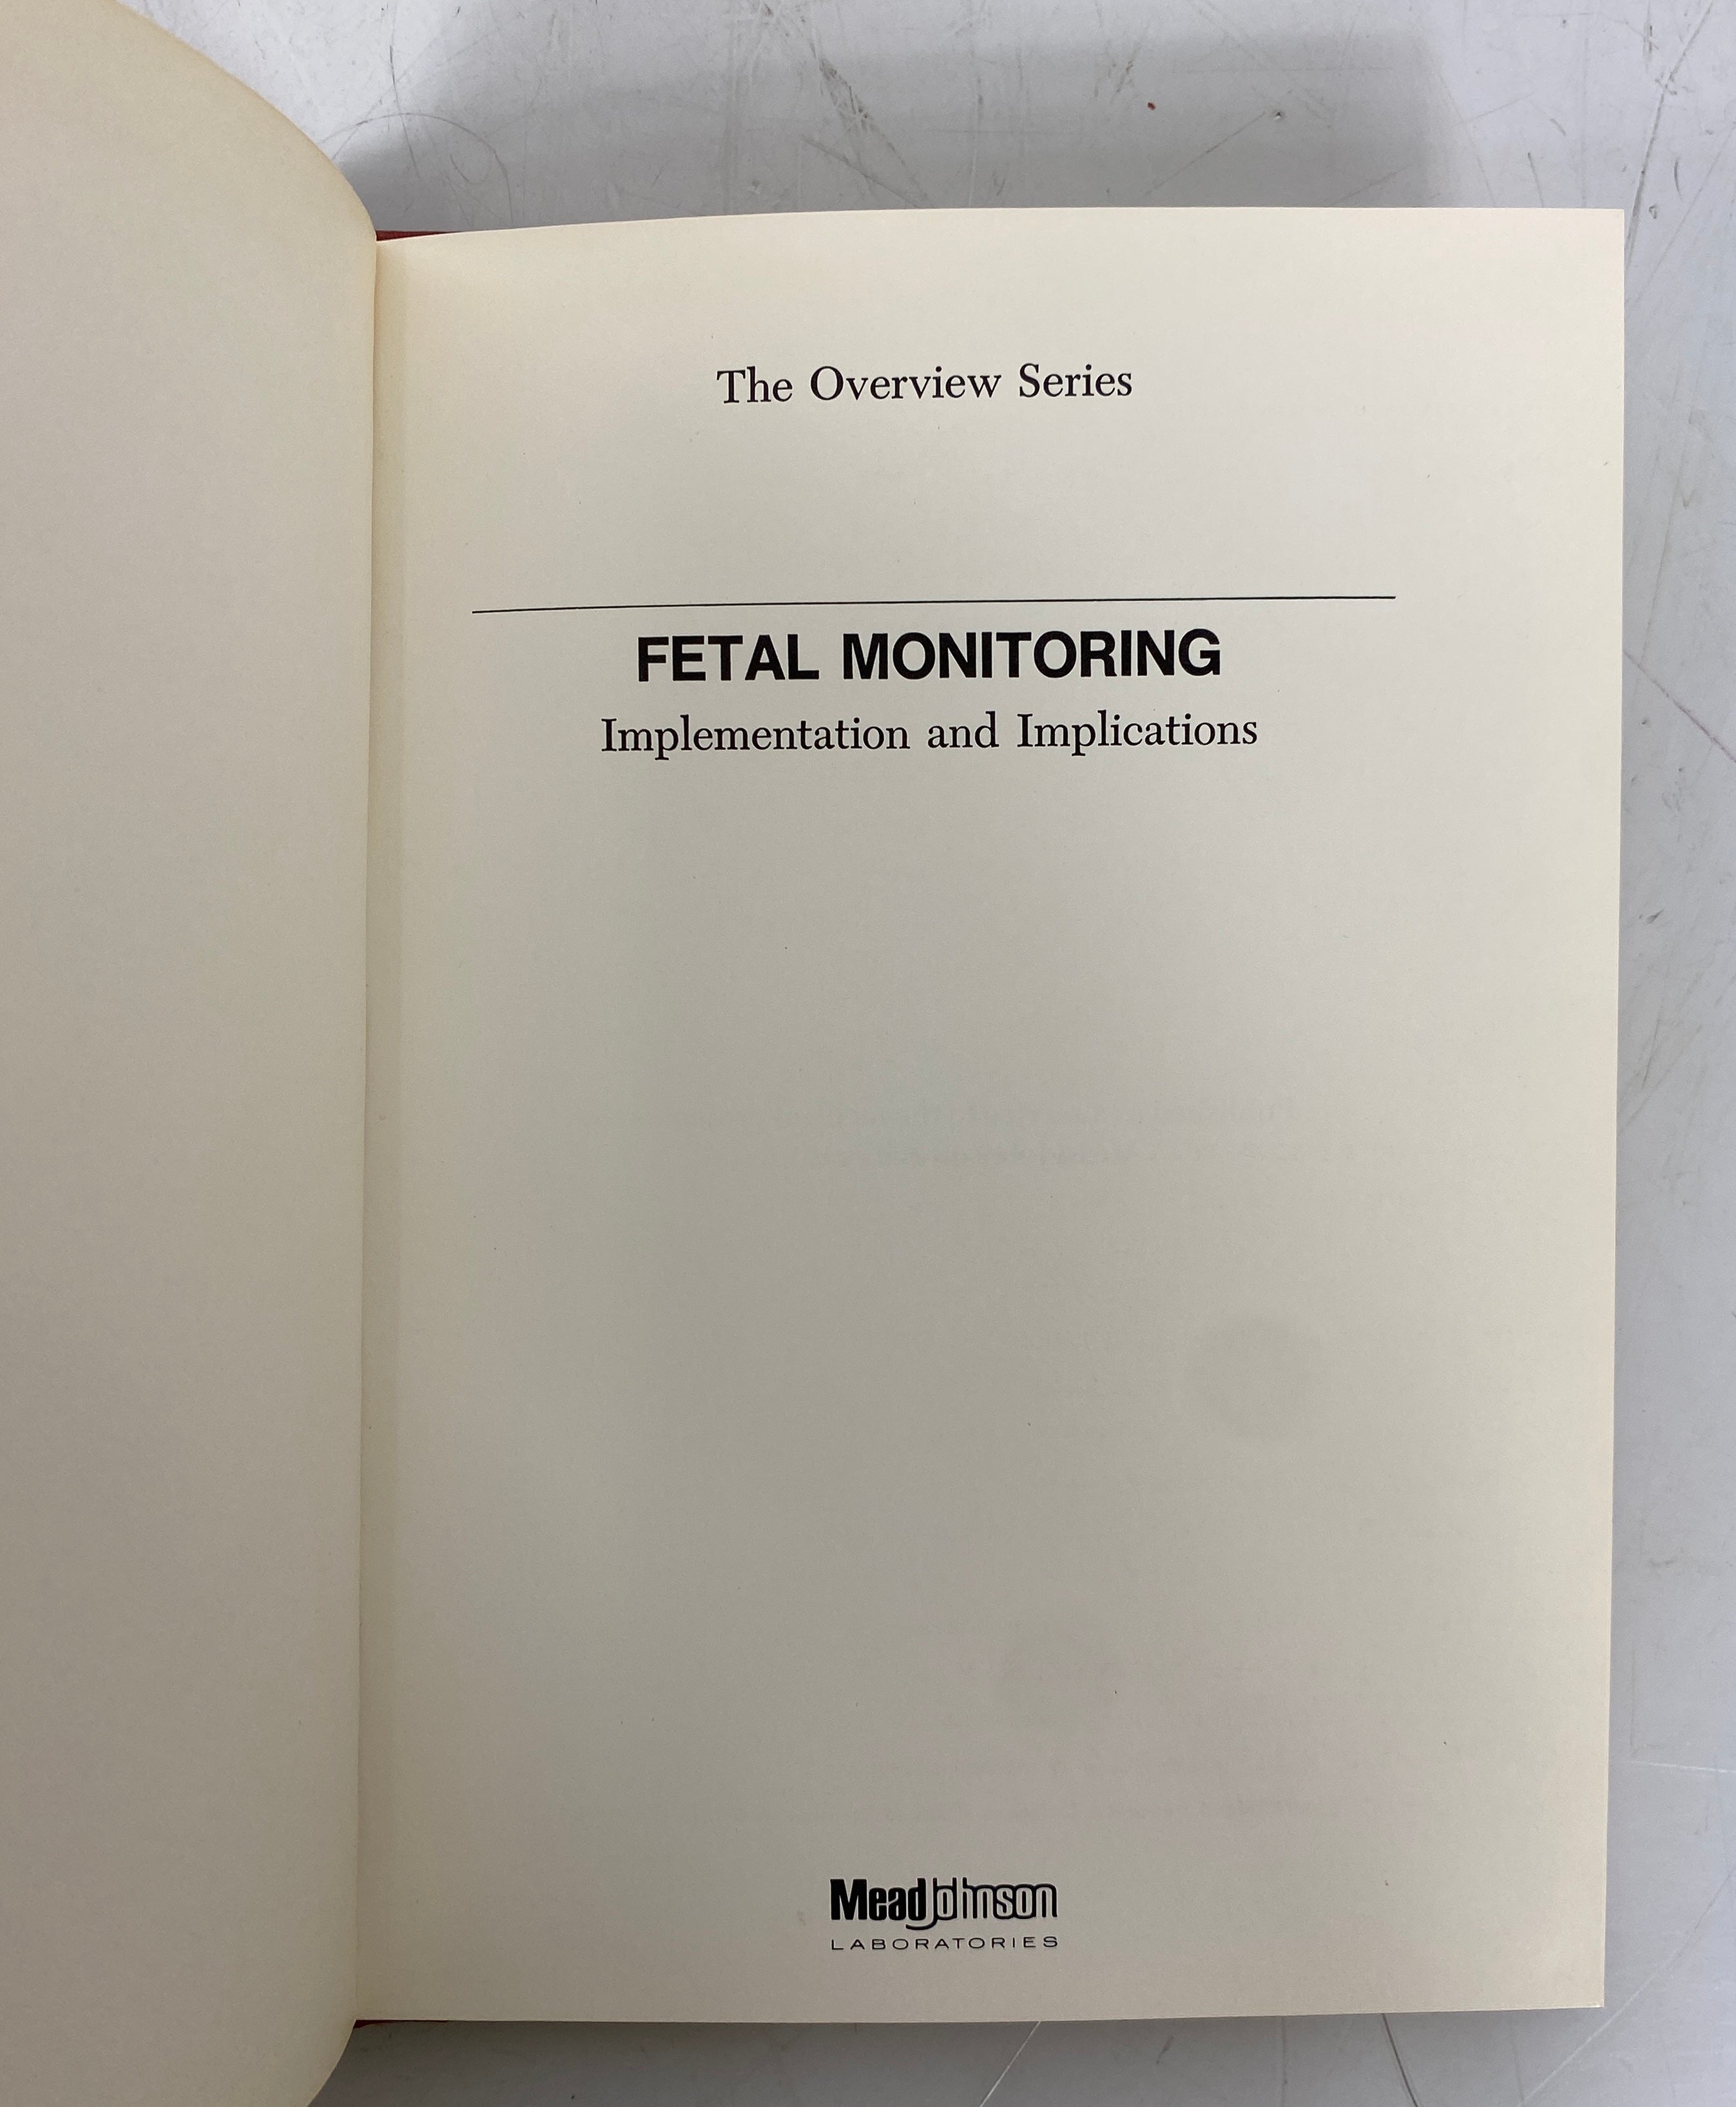 The Overview Series
FETAL MONITORING
Implementation and Implications
MeadJohnson
LABORATORIES